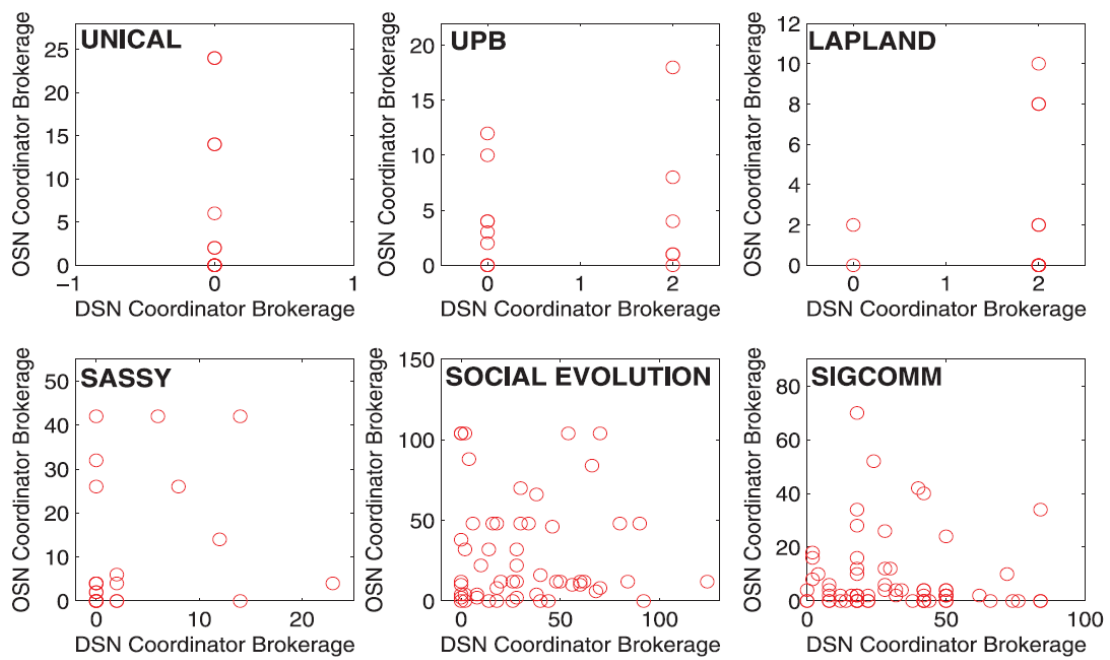 UNICAL
OSN Coordinator Brokerage
25
20
15
10
5
0
−1
0
1
DSN Coordinator Brokerage
UPB
OSN Coordinator Brokerage
20
15
10
5
0
0
1
2
DSN Coordinator Brokerage
LAPLAND
OSN Coordinator Brokerage
12
10
8
6
4
2
0
0
1
2
DSN Coordinator Brokerage
SASSY
OSN Coordinator Brokerage
50
40
30
20
10
0
0
10
20
DSN Coordinator Brokerage
SOCIAL EVOLUTION
OSN Coordinator Brokerage
150
100
50
0
0
50
100
DSN Coordinator Brokerage
SIGCOMM
OSN Coordinator Brokerage
80
60
40
20
0
0
50
100
DSN Coordinator Brokerage